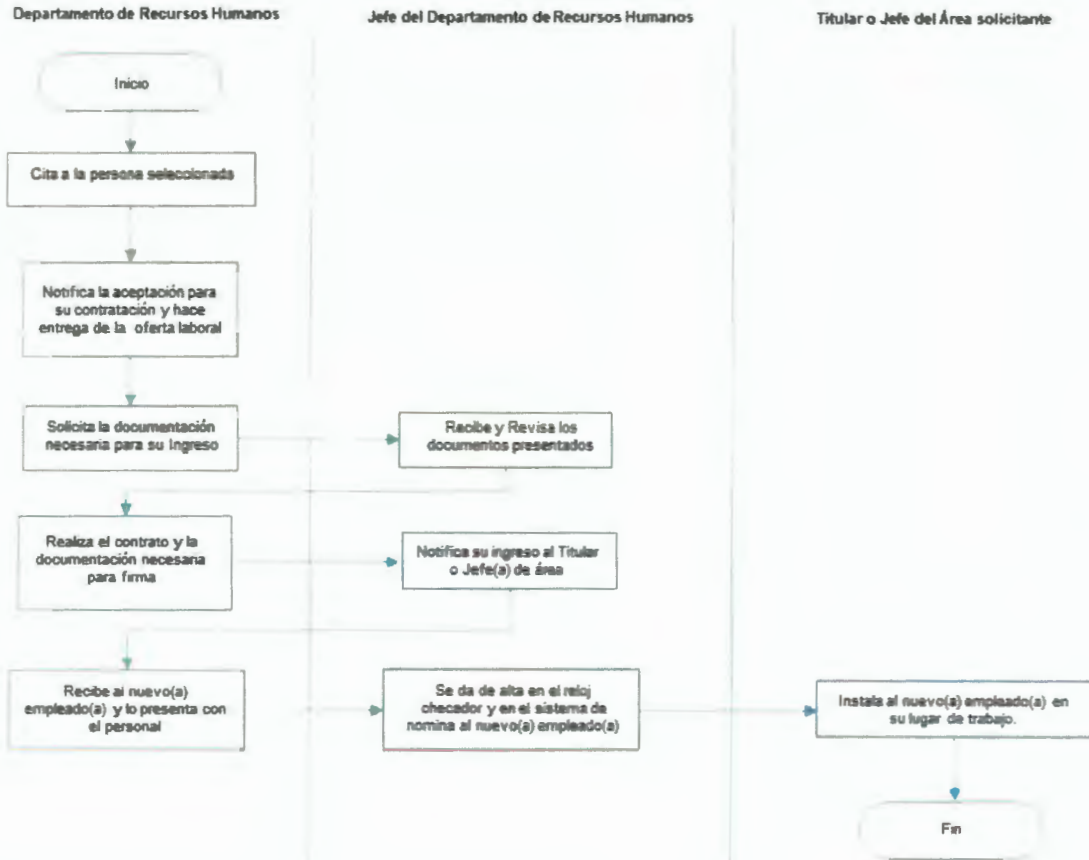 Departamento de Recursos Humanos
Jefe del Departamento de Recursos Humanos
Titular o Jefe del Área solicitante
Inicio
Cita a la persona seleccionada
Notifica la aceptación para
su contratación y hace
entrega de la oferta laboral
Solicita la documentación
necesaria para su Ingreso
Recibe y Revisa los
documentos presentados
Realiza el contrato y la
documentación necesaria
para firma
Notifica su ingreso al Titular
o Jefe(a) de área
Recibe al nuevo(a)
empleado(a) y lo presenta con
el personal
Se da de alta en el reloj
checador y en el sistema de
nomina al nuevo(a) empleado(a)
Instala al nuevo(a) empleado(a) en
su lugar de trabajo.
Fin